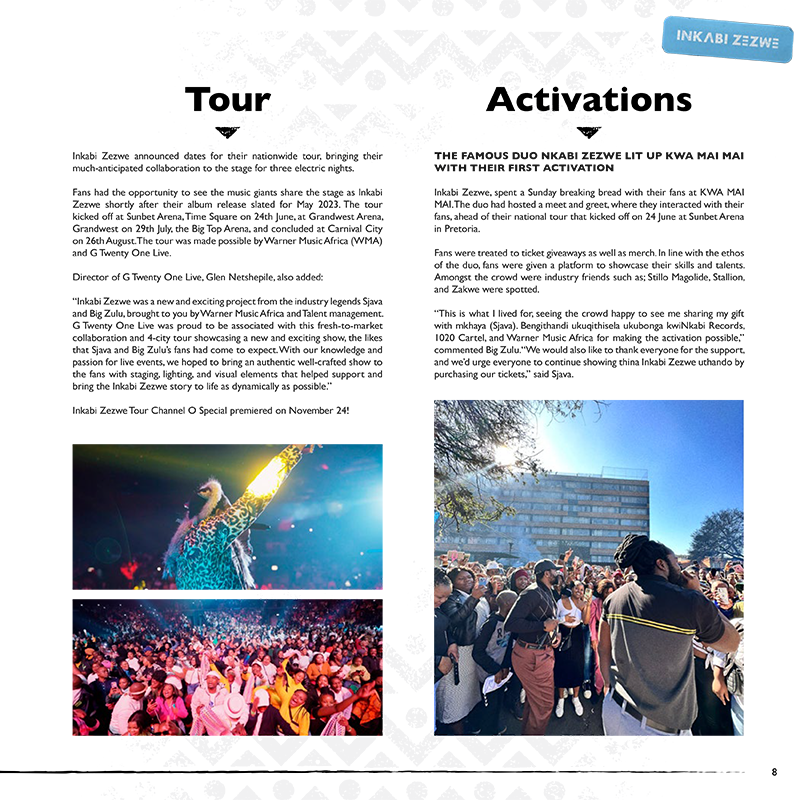 INKABI ZEZWE
Tour
Inkabi Zezwe announced dates for their nationwide tour, bringing their
much-anticipated collaboration to the stage for three electric nights.
Fans had the opportunity to see the music giants share the stage as Inkabi
Zezwe shortly after their album release slated for May 2023. The tour
kicked off at Sunbet Arena, Time Square on 24th June, at Grandwest Arena,
Grandwest on 29th July, the Big Top Arena, and concluded at Carnival City
on 26th August. The tour was made possible by Warner Music Africa (WMA)
and G Twenty One Live.
Director of G Twenty One Live, Glen Netshepile, also added:
“Inkabi Zezwe was a new and exciting project from the industry legends Sjava
and Big Zulu, brought to you by Warner Music Africa and Talent management.
G Twenty One Live was proud to be associated with this fresh-to-market
collaboration and 4-city tour showcasing a new and exciting show, the likes
that Sjava and Big Zulu’s fans had come to expect. With our knowledge and
passion for live events, we hoped to bring an authentic well-crafted show to
the fans with staging, lighting, and visual elements that helped support and
bring the Inkabi Zezwe story to life as dynamically as possible.”
Inkabi Zezwe Tour Channel O Special premiered on November 24!
Activations
THE FAMOUS DUO NKABI ZEZWE LIT UP KWA MAI MAI
WITH THEIR FIRST ACTIVATION
Inkabi Zezwe, spent a Sunday breaking bread with their fans at KWA MAI
MAI. The duo had hosted a meet and greet, where they interacted with their
fans, ahead of their national tour that kicked off on 24 June at Sunbet Arena
in Pretoria.
Fans were treated to ticket giveaways as well as merch. In line with the ethos
of the duo, fans were given a platform to showcase their skills and talents.
Amongst the crowd were industry friends such as; Stillo Magolide, Stallion,
and Zakwe were spotted.
“This is what I lived for, seeing the crowd happy to see me sharing my gift
with mkhaya (Sjava). Bengithandi ukuqithisela ukubonga kwiNkabi Records,
1020 Cartel, and Warner Music Africa for making the activation possible,”
commented Big Zulu. “We would also like to thank everyone for the support,
and we’d urge everyone to continue showing thina Inkabi Zezwe uthando by
purchasing our tickets,” said Sjava.
8